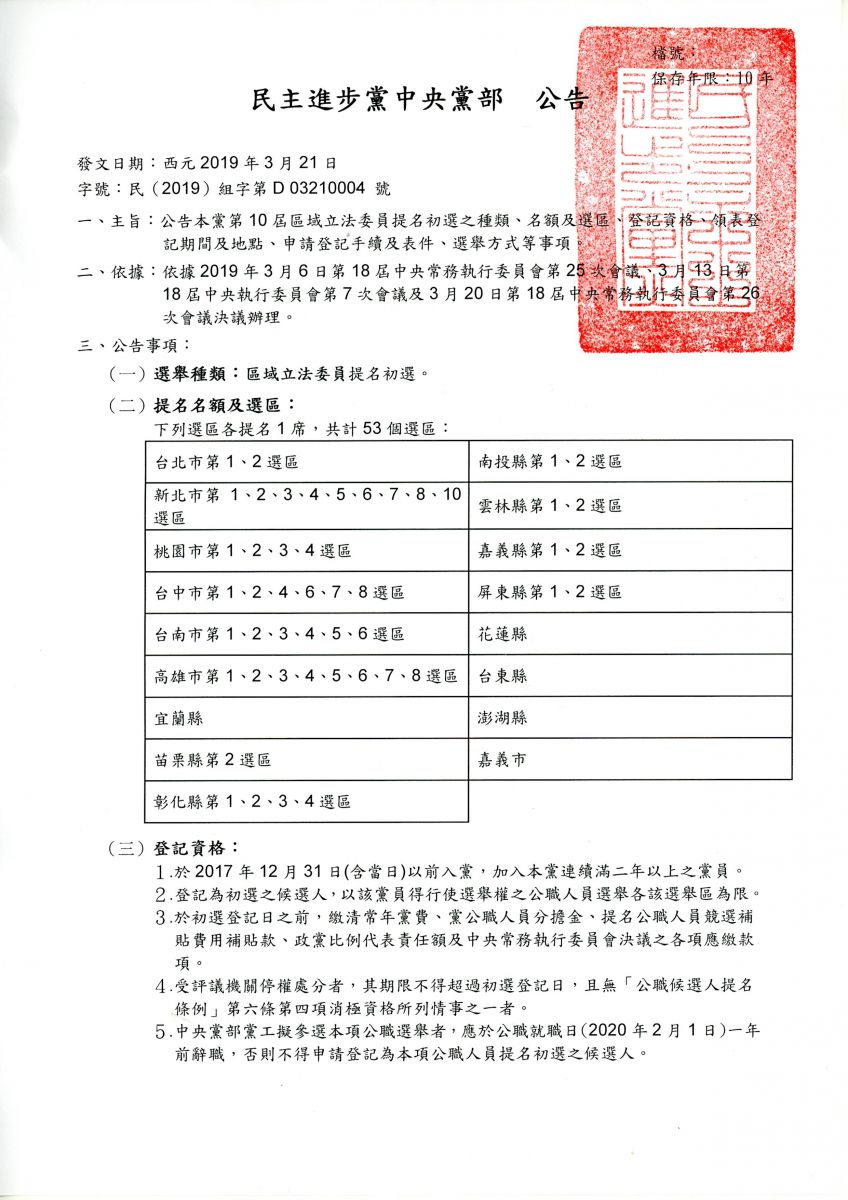 檔號：
保存年限：10 年
民主進步黨中央黨部 公告
發文日期：西元 2019 年 3 月 21 日
字號：民（2019）組字第 D 03210004 號
一、主旨：公告本黨第 10 屆區域立法委員提名初選之種類、名額及選區、登記資格、領表登
記期間及地點、申請登記手續及表件、選舉方式等事項。
二、依據：依據 2019 年 3 月 6 日第 18 屆中央常務執行委員會第 25 次會議、3 月 13 日第
18 屆中央執行委員會第 7 次會議及 3 月 20 日第 18 屆中央常務執行委員會第 26
次會議決議辦理。
三、公告事項：
（一）選舉種類：區域立法委員提名初選。
（二）提名名額及選區：
下列選區各提名 1 席，共計 53 個選區：
台北市第 1、2 選區
南投縣第 1、2 選區
新北市第 1、2、3、4、5、6、7、8、10
選區
雲林縣第 1、2 選區
桃園市第 1、2、3、4 選區
嘉義縣第 1、2 選區
台中市第 1、2、4、6、7、8 選區
屏東縣第 1、2 選區
台南市第 1、2、3、4、5、6 選區
花蓮縣
高雄市第 1、2、3、4、5、6、7、8 選區
台東縣
宜蘭縣
澎湖縣
苗栗縣第 2 選區
嘉義市
彰化縣第 1、2、3、4 選區
（三）登記資格：
1.於 2017 年 12 月 31 日(含當日)以前入黨，加入本黨連續滿二年以上之黨員。
2.登記為初選之候選人，以該黨員得行使選舉權之公職人員選舉各該選舉區為限。
3.於初選登記日之前，繳清常年黨費、黨公職人員分擔金、提名公職人員競選補
貼費用補貼款、政黨比例代表責任額及中央常務執行委員會決議之各項應繳款
項。
4.受評議機關停權處分者，其期限不得超過初選登記日，且無「公職候選人提名
條例」第六條第四項消極資格所列情事之一者。
5.中央黨部黨工擬參選本項公職選舉者，應於公職就職日(2020 年 2 月 1 日)一年
前辭職，否則不得申請登記為本項公職人員提名初選之候選人。